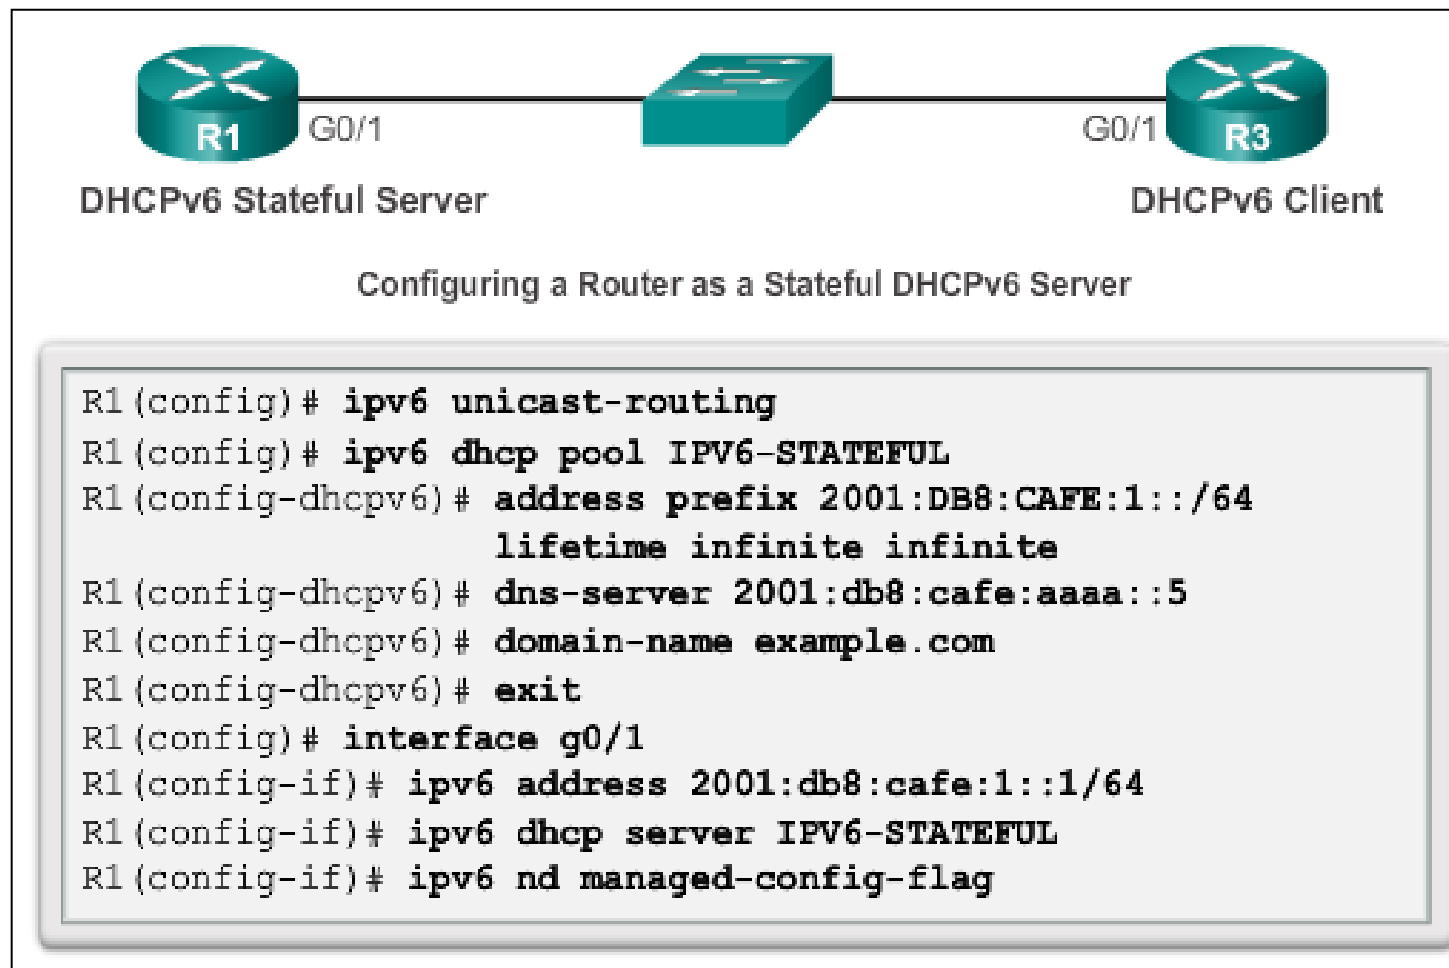 R1
G0/1
G0/1
R3
DHCPv6 Stateful Server
DHCPv6 Client
Configuring a Router as a Stateful DHCPv6 Server
R1(config)# ipv6 unicast-routing
R1(config)# ipv6 dhcp pool IPV6-STATEFUL
R1(config-dhcpv6)# address prefix 2001:DB8:CAFE:1::/64
lifetime infinite infinite
R1(config-dhcpv6)# dns-server 2001:db8:cafe:aaaa::5
R1(config-dhcpv6)# domain-name example.com
R1(config-dhcpv6)# exit
R1(config)# interface g0/1
R1(config-if)# ipv6 address 2001:db8:cafe:1::1/64
R1(config-if)# ipv6 dhcp server IPV6-STATEFUL
R1(config-if)# ipv6 nd managed-config-flag